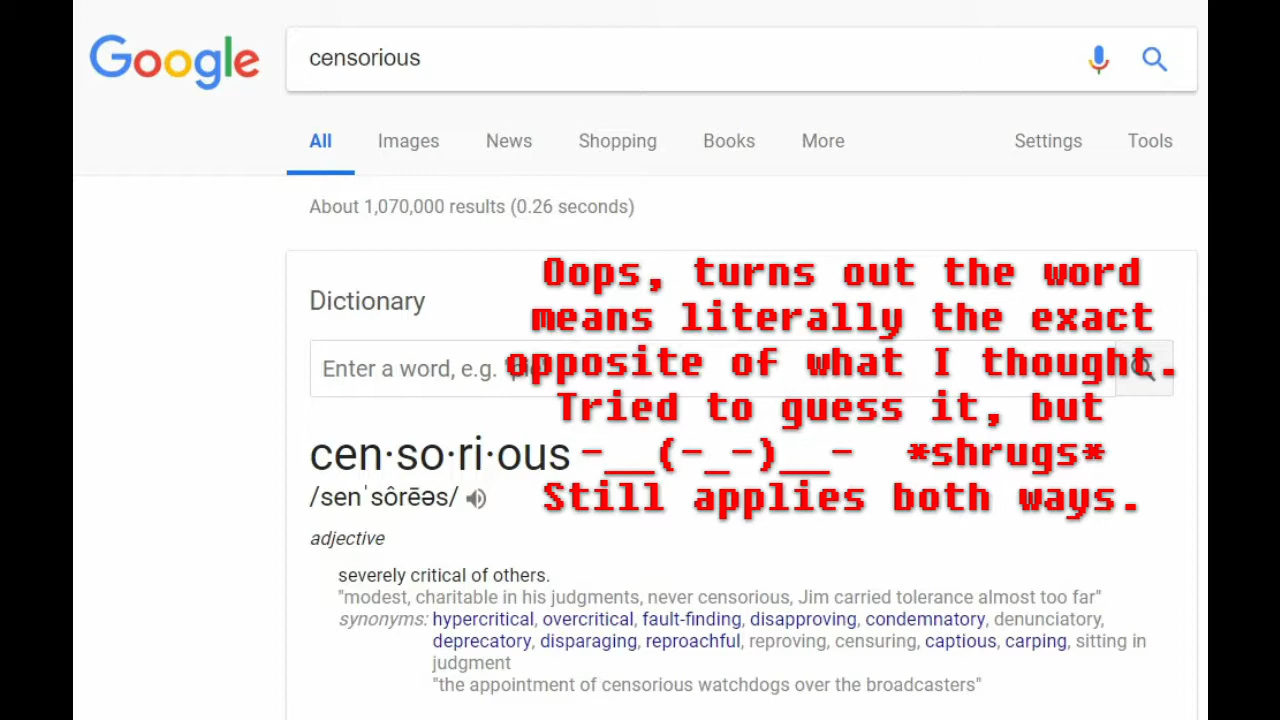 Google
censorious
All Images News Shopping Books More Settings Tools
About 1,070,000 results (0.26 seconds)
Oops, turns out the word
means literally the exact
opposite of what I thought.
Tried to guess it, but
-__(-_-)__- *shrugs*
Still applies both ways.
Dictionary
Enter a word, e.g.
cen·so·ri·ous
/senˈsôrēəs/
adjective
severely critical of others.
"modest, charitable in his judgments, never censorious, Jim carried tolerance almost too far"
synonyms: hypercritical, overcritical, fault-finding, disapproving, condemnatory, denunciatory,
deprecatory, disparaging, reproachful, reproving, censuring, captious, carping, sitting in
judgment
"the appointment of censorious watchdogs over the broadcasters"